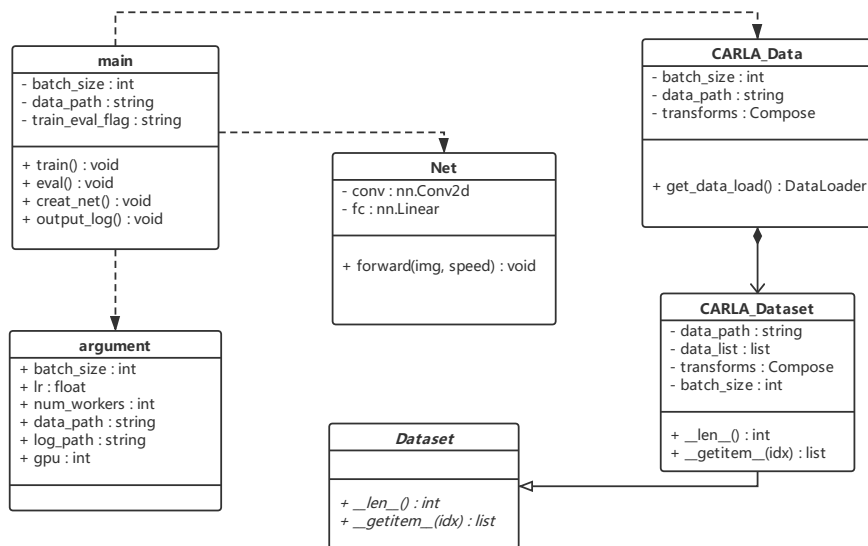 main
- batch_size : int
- data_path : string
- train_eval_flag : string
+ train() : void
+ eval() : void
+ creat_net() : void
+ output_log() : void
CARLA_Data
- batch_size : int
- data_path : string
- transforms : Compose
+ get_data_load() : DataLoader
Net
- conv : nn.Conv2d
- fc : nn.Linear
+ forward(img, speed) : void
CARLA_Dataset
- data_path : string
- data_list : list
- transforms : Compose
- batch_size : int
+ __len__() : int
+ __getitem__(idx) : list
argument
+ batch_size : int
+ lr : float
+ num_workers : int
+ data_path : string
+ log_path : string
+ gpu : int
Dataset
+ __len__() : int
+ __getitem__(idx) : list